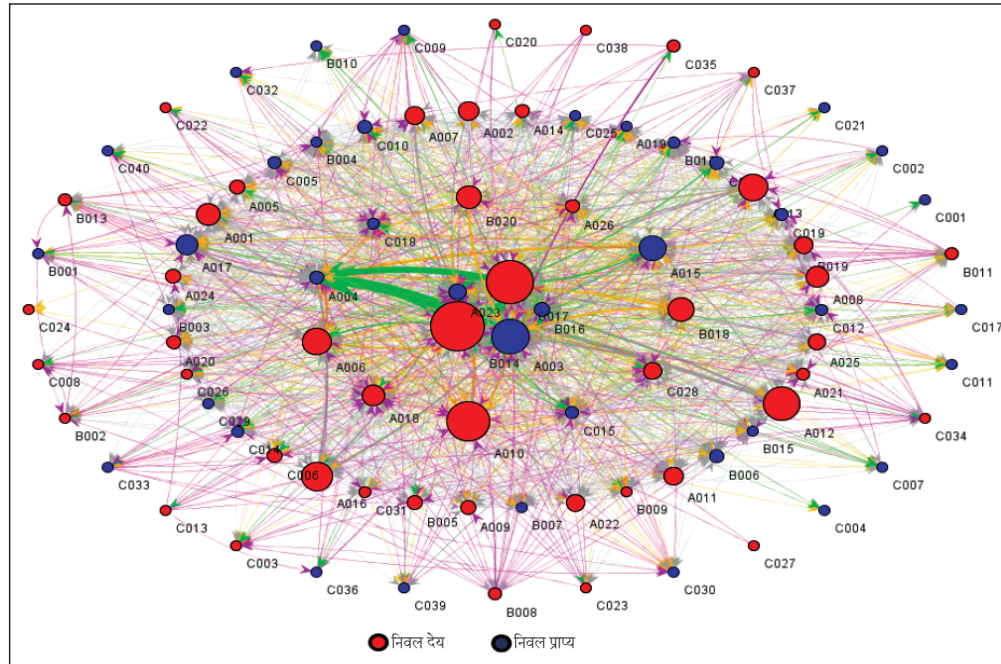 C009 C020 C038
B010 C035
C032 C037
C022 A007 A002 A014 C025 C021
C010 A019
C040 B004 C002
C005
A005 C001
B013 A001 B020 A026 C019
C018
B001 A017 A015 B019 B011
A024 A004 A008
C024 B003 A023 B016 B018 C012 C017
A020 A006 B014 A003 A025
C008 C026 C028 A021 C011
B002 C029 A018 C015 A012 C034
C014 A010 B015
C033 C006 B006 C007
A016 C031 B005 A009 B007 A022 B009 A011
C013 C004
C003 C027
C036 C039 B008 C023 C030
निवल देय निवल प्राप्य